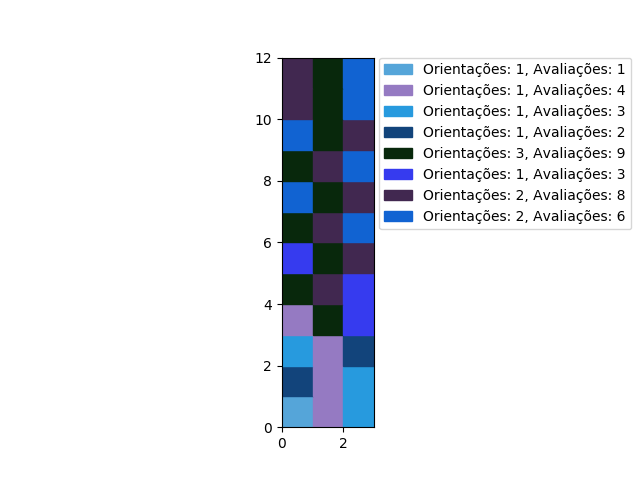 12
10
8
6
4
2
0
0 2
Orientações: 1, Avaliações: 1
Orientações: 1, Avaliações: 4
Orientações: 1, Avaliações: 3
Orientações: 1, Avaliações: 2
Orientações: 3, Avaliações: 9
Orientações: 1, Avaliações: 3
Orientações: 2, Avaliações: 8
Orientações: 2, Avaliações: 6